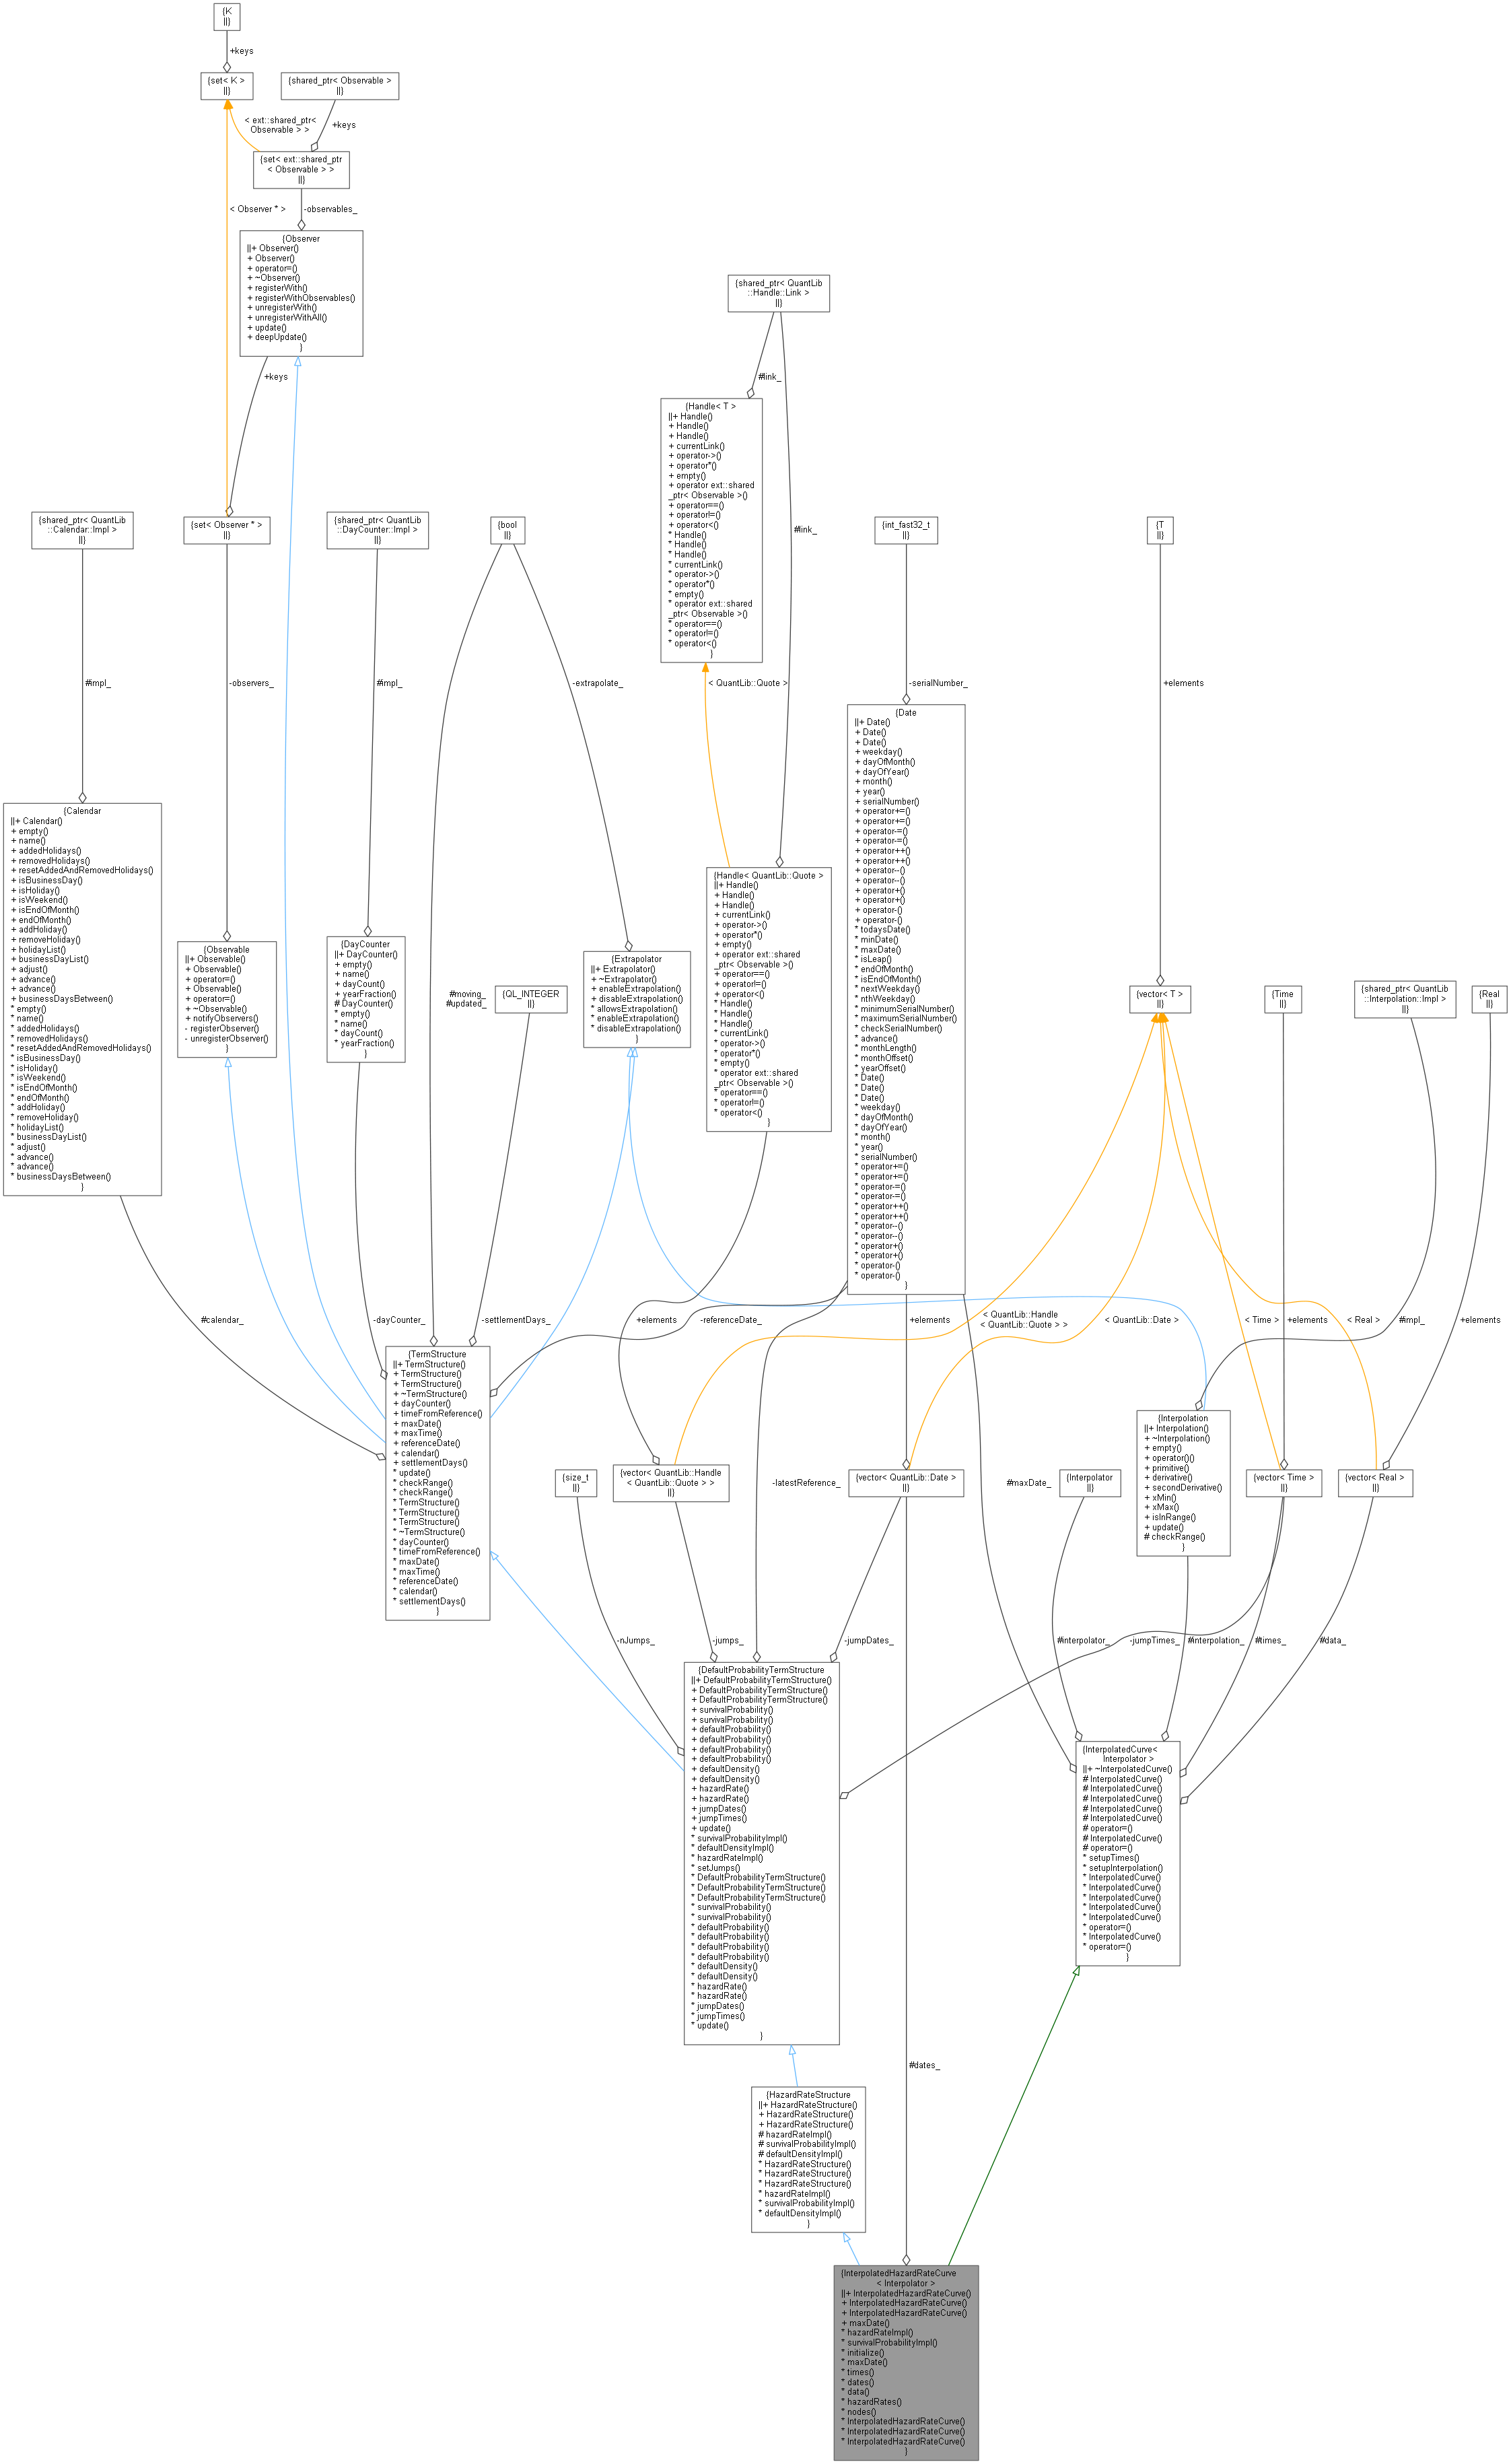 {K
||}
+keys
{set< K >
||}
{shared_ptr< Observable >
||}
< ext::shared_ptr<
Observable > >
+keys
{set< ext::shared_ptr
< Observable > >
||}
< Observer * >
-observables_
{Observer
||+ Observer()
+ Observer()
+ operator=()
+ ~Observer()
+ registerWith()
+ registerWithObservables()
+ unregisterWith()
+ unregisterWithAll()
+ update()
+ deepUpdate()
}
{shared_ptr< QuantLib
::Handle::Link >
||}
+keys
#link_
{Handle< T >
||+ Handle()
+ Handle()
+ Handle()
+ currentLink()
+ operator->()
+ operator*()
+ empty()
+ operator ext::shared
_ptr< Observable >()
+ operator==()
+ operator!=()
+ operator<()
* Handle()
* Handle()
* Handle()
* currentLink()
* operator->()
* operator*()
* empty()
* operator ext::shared
_ptr< Observable >()
* operator==()
* operator!=()
* operator<()
}
#link_
{shared_ptr< QuantLib
::Calendar::Impl >
||}
{set< Observer * >
||}
{shared_ptr< QuantLib
::DayCounter::Impl >
||}
{bool
||}
{int_fast32_t
||}
{T
||}
#impl_
-observers_
#impl_
-extrapolate_
< QuantLib::Quote >
-serialNumber_
+elements
{Calendar
||+ Calendar()
+ empty()
+ name()
+ addedHolidays()
+ removedHolidays()
+ resetAddedAndRemovedHolidays()
+ isBusinessDay()
+ isHoliday()
+ isWeekend()
+ isEndOfMonth()
+ endOfMonth()
+ addHoliday()
+ removeHoliday()
+ holidayList()
+ businessDayList()
+ adjust()
+ advance()
+ advance()
+ businessDaysBetween()
* empty()
* name()
* addedHolidays()
* removedHolidays()
* resetAddedAndRemovedHolidays()
* isBusinessDay()
* isHoliday()
* isWeekend()
* isEndOfMonth()
* endOfMonth()
* addHoliday()
* removeHoliday()
* holidayList()
* businessDayList()
* adjust()
* advance()
* advance()
* businessDaysBetween()
}
{Observable
||+ Observable()
+ Observable()
+ operator=()
+ Observable()
+ operator=()
+ ~Observable()
+ notifyObservers()
- registerObserver()
- unregisterObserver()
}
{DayCounter
||+ DayCounter()
+ empty()
+ name()
+ dayCount()
+ yearFraction()
# DayCounter()
* empty()
* name()
* dayCount()
* yearFraction()
}
#moving_
#updated_
{QL_INTEGER
||}
{Extrapolator
||+ Extrapolator()
+ ~Extrapolator()
+ enableExtrapolation()
+ disableExtrapolation()
* allowsExtrapolation()
* enableExtrapolation()
* disableExtrapolation()
}
{Handle< QuantLib::Quote >
||+ Handle()
+ Handle()
+ Handle()
+ currentLink()
+ operator->()
+ operator*()
+ empty()
+ operator ext::shared
_ptr< Observable >()
+ operator==()
+ operator!=()
+ operator<()
* Handle()
* Handle()
* Handle()
* currentLink()
* operator->()
* operator*()
* empty()
* operator ext::shared
_ptr< Observable >()
* operator==()
* operator!=()
* operator<()
}
{Date
||+ Date()
+ Date()
+ Date()
+ weekday()
+ dayOfMonth()
+ dayOfYear()
+ month()
+ year()
+ serialNumber()
+ operator+=()
+ operator+=()
+ operator-=()
+ operator-=()
+ operator++()
+ operator++()
+ operator--()
+ operator--()
+ operator+()
+ operator+()
+ operator-()
+ operator-()
* todaysDate()
* minDate()
* maxDate()
* isLeap()
* endOfMonth()
* isEndOfMonth()
* nextWeekday()
* nthWeekday()
* minimumSerialNumber()
* maximumSerialNumber()
* checkSerialNumber()
* advance()
* monthLength()
* monthOffset()
* yearOffset()
* Date()
* Date()
* Date()
* weekday()
* dayOfMonth()
* dayOfYear()
* month()
* year()
* serialNumber()
* operator+=()
* operator+=()
* operator-=()
* operator-=()
* operator++()
* operator++()
* operator--()
* operator--()
* operator+()
* operator+()
* operator-()
* operator-()
}
{vector< T >
||}
{Time
||}
{shared_ptr< QuantLib
::Interpolation::Impl >
||}
{Real
||}
#calendar_
-dayCounter_
-settlementDays_
+elements
-referenceDate_
+elements
< QuantLib::Handle
< QuantLib::Quote > >
< QuantLib::Date >
< Time >
+elements
< Real >
#impl_
+elements
{TermStructure
||+ TermStructure()
+ TermStructure()
+ TermStructure()
+ ~TermStructure()
+ dayCounter()
+ timeFromReference()
+ maxDate()
+ maxTime()
+ referenceDate()
+ calendar()
+ settlementDays()
* update()
* checkRange()
* checkRange()
* TermStructure()
* TermStructure()
* TermStructure()
* ~TermStructure()
* dayCounter()
* timeFromReference()
* maxDate()
* maxTime()
* referenceDate()
* calendar()
* settlementDays()
}
{size_t
||}
{vector< QuantLib::Handle
< QuantLib::Quote > >
||}
-latestReference_
{vector< QuantLib::Date >
||}
#maxDate_
{Interpolator
||}
{Interpolation
||+ Interpolation()
+ ~Interpolation()
+ empty()
+ operator()()
+ primitive()
+ derivative()
+ secondDerivative()
+ xMin()
+ xMax()
+ isInRange()
+ update()
# checkRange()
}
{vector< Time >
||}
{vector< Real >
||}
-nJumps_
-jumps_
-jumpDates_
#interpolator_
-jumpTimes_
#interpolation_
#times_
#data_
{DefaultProbabilityTermStructure
||+ DefaultProbabilityTermStructure()
+ DefaultProbabilityTermStructure()
+ DefaultProbabilityTermStructure()
+ survivalProbability()
+ survivalProbability()
+ defaultProbability()
+ defaultProbability()
+ defaultProbability()
+ defaultProbability()
+ defaultDensity()
+ defaultDensity()
+ hazardRate()
+ hazardRate()
+ jumpDates()
+ jumpTimes()
+ update()
* survivalProbabilityImpl()
* defaultDensityImpl()
* hazardRateImpl()
* setJumps()
* DefaultProbabilityTermStructure()
* DefaultProbabilityTermStructure()
* DefaultProbabilityTermStructure()
* survivalProbability()
* survivalProbability()
* defaultProbability()
* defaultProbability()
* defaultProbability()
* defaultProbability()
* defaultDensity()
* defaultDensity()
* hazardRate()
* hazardRate()
* jumpDates()
* jumpTimes()
* update()
}
{InterpolatedCurve<
Interpolator >
||+ ~InterpolatedCurve()
# InterpolatedCurve()
# InterpolatedCurve()
# InterpolatedCurve()
# InterpolatedCurve()
# InterpolatedCurve()
# operator=()
# InterpolatedCurve()
# operator=()
* setupTimes()
* setupInterpolation()
* InterpolatedCurve()
* InterpolatedCurve()
* InterpolatedCurve()
* InterpolatedCurve()
* InterpolatedCurve()
* operator=()
* InterpolatedCurve()
* operator=()
}
#dates_
{HazardRateStructure
||+ HazardRateStructure()
+ HazardRateStructure()
+ HazardRateStructure()
# hazardRateImpl()
# survivalProbabilityImpl()
# defaultDensityImpl()
* HazardRateStructure()
* HazardRateStructure()
* HazardRateStructure()
* hazardRateImpl()
* survivalProbabilityImpl()
* defaultDensityImpl()
}
{InterpolatedHazardRateCurve
< Interpolator >
||+ InterpolatedHazardRateCurve()
+ InterpolatedHazardRateCurve()
+ InterpolatedHazardRateCurve()
+ maxDate()
* hazardRateImpl()
* survivalProbabilityImpl()
* initialize()
* maxDate()
* times()
* dates()
* data()
* hazardRates()
* nodes()
* InterpolatedHazardRateCurve()
* InterpolatedHazardRateCurve()
* InterpolatedHazardRateCurve()
}